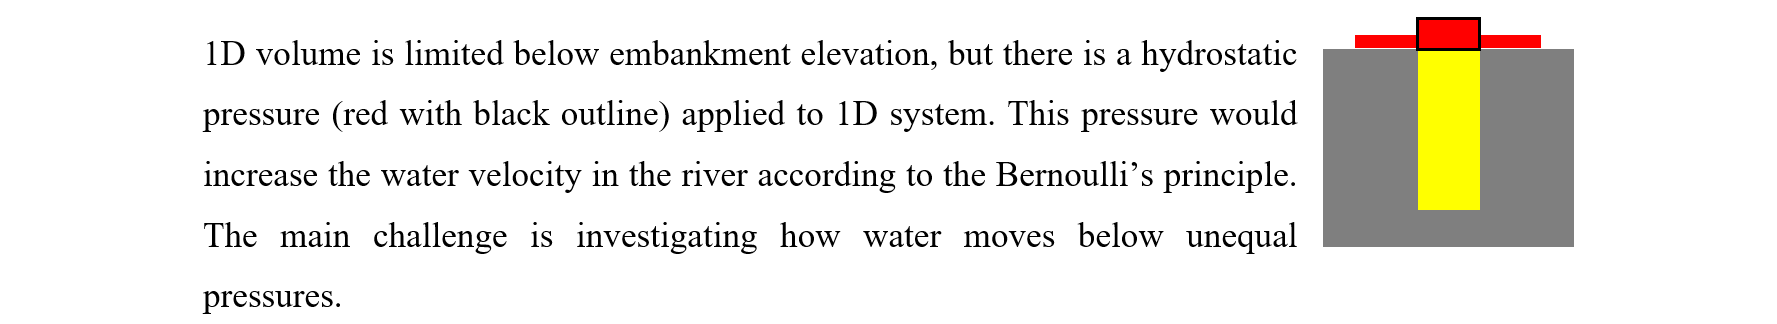 1D volume is limited below embankment elevation, but there is a hydrostatic
pressure (red with black outline) applied to 1D system. This pressure would
increase the water velocity in the river according to the Bernoulli’s principle.
The main challenge is investigating how water moves below unequal
pressures.